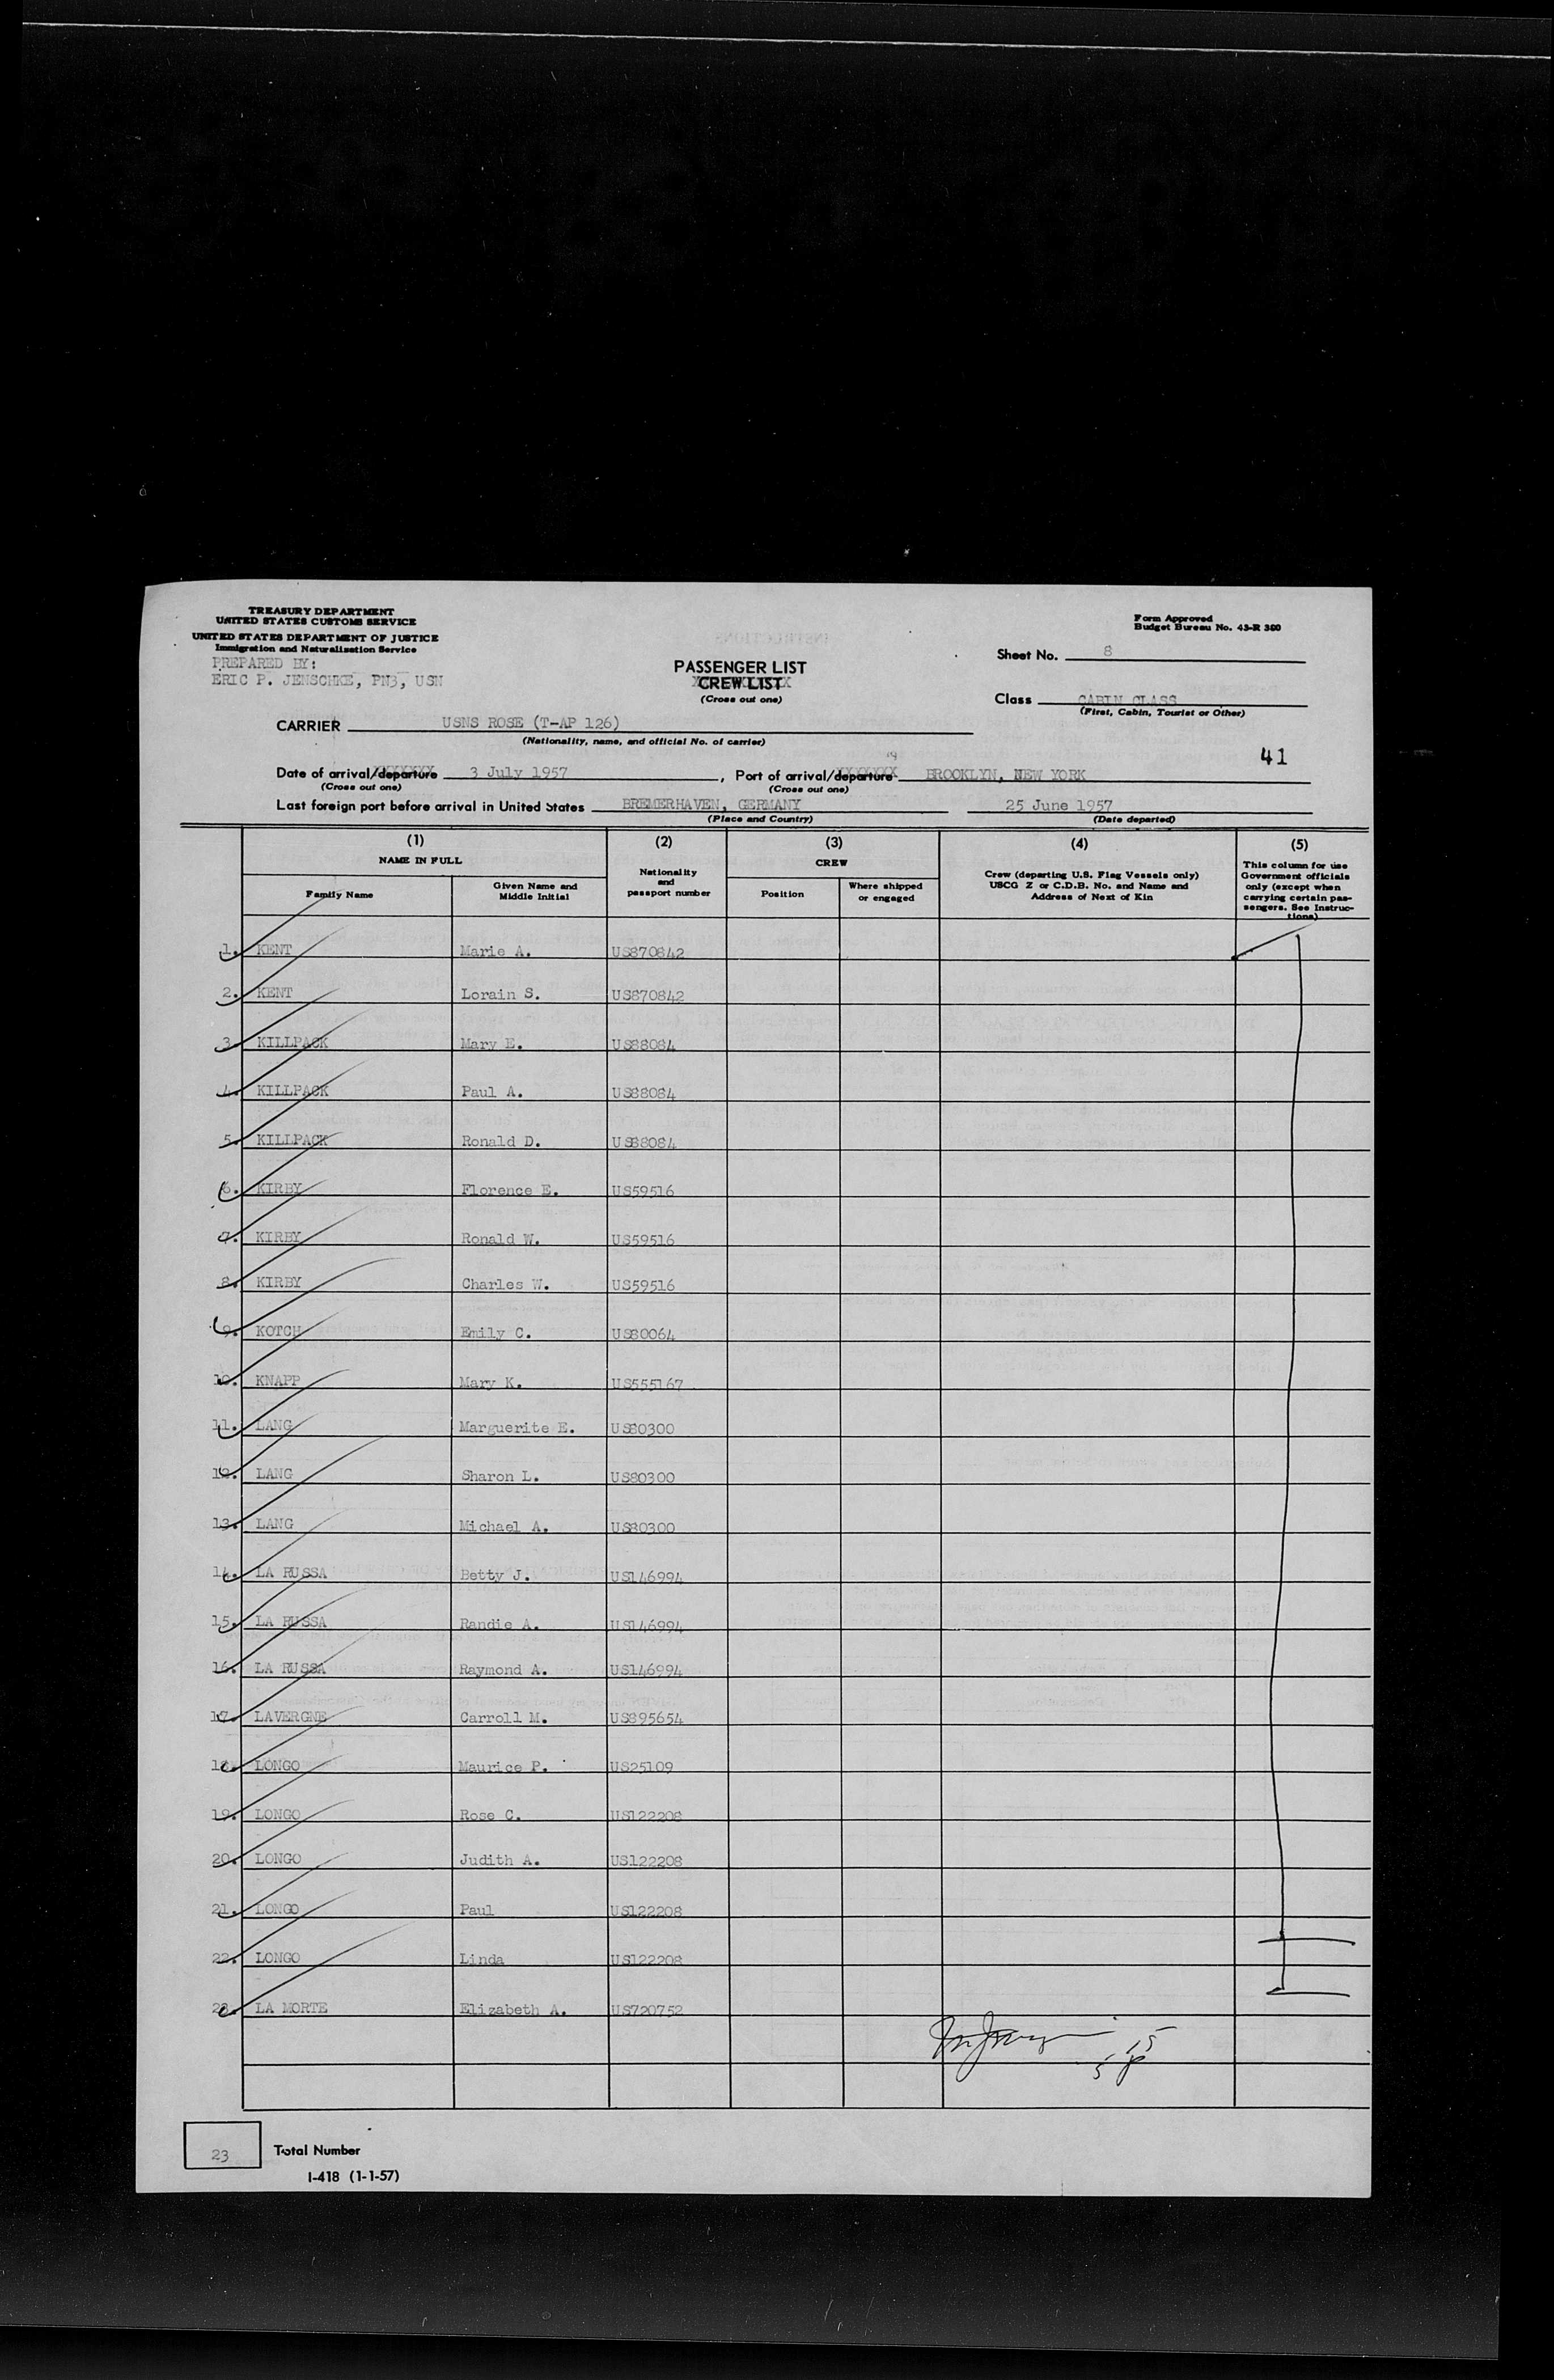 TREASURY DEPARTMENT
UNITED STATES CUSTOMS SERVICE
UNITED STATES DEPARTMENT OF JUSTICE
Immigration and Naturalization Service
PREPARED BY:
ERIC P. JENSCHKE, PN3, USN
Form Approved
Budget Bureau No. 43-R 380
Sheet No. 8
PASSENGER LIST
CREW LIST
(Cross out one)
Class CABIN CLASS
(First, Cabin, Tourist or Other)
CARRIER USNS ROSE (T-AP 126)
(Nationality, name, and official No. of carrier)
41
Date of arrival/departure 3 July 1957, Port of arrival/departure BROOKLYN, NEW YORK
(Cross out one) (Cross out one)
Last foreign port before arrival in United States BREMERHAVEN, GERMANY 25 June 1957
(Place and Country) (Date departed)
(1) (2) (3) (4) (5)
NAME IN FULL
Family Name
Given Name and Middle Initial
Nationality and passport number
CREW
Position
Where shipped or engaged
Crew (departing U.S. Flag Vessels only)
USCG Z or C.D.B. No. and Name and
Address of Next of Kin
This column for use
Government officials
only (except when
carrying certain pas-
sengers. See Instruc-
tions)
1. KENT Marie A. US870842
2. KENT Lorain S. US870842
3. KILLPACK Mary E. US88084
4. KILLPACK Paul A. US88084
5. KILLPACK Ronald D. US88084
6. KIRBY Florence E. US59516
7. KIRBY Ronald W. US59516
8. KIRBY Charles W. US59516
9. KOTCH Emily C. US80064
10. KNAPP Mary K. US555167
11. LANG Marguerite E. US80300
12. LANG Sharon L. US80300
13. LANG Michael A. US80300
14. LA RUSSA Betty J. US146994
15. LA RUSSA Randie A. US146994
16. LA RUSSA Raymond A. US146994
17. LAVERGNE Carroll M. US895654
18. LONGO Maurice P. US25109
19. LONGO Rose C. US122208
20. LONGO Judith A. US122208
21. LONGO Paul US122208
22. LONGO Linda US122208
23. LA MORTE Elizabeth A. US720752
23 Total Number
I-418 (1-1-57)